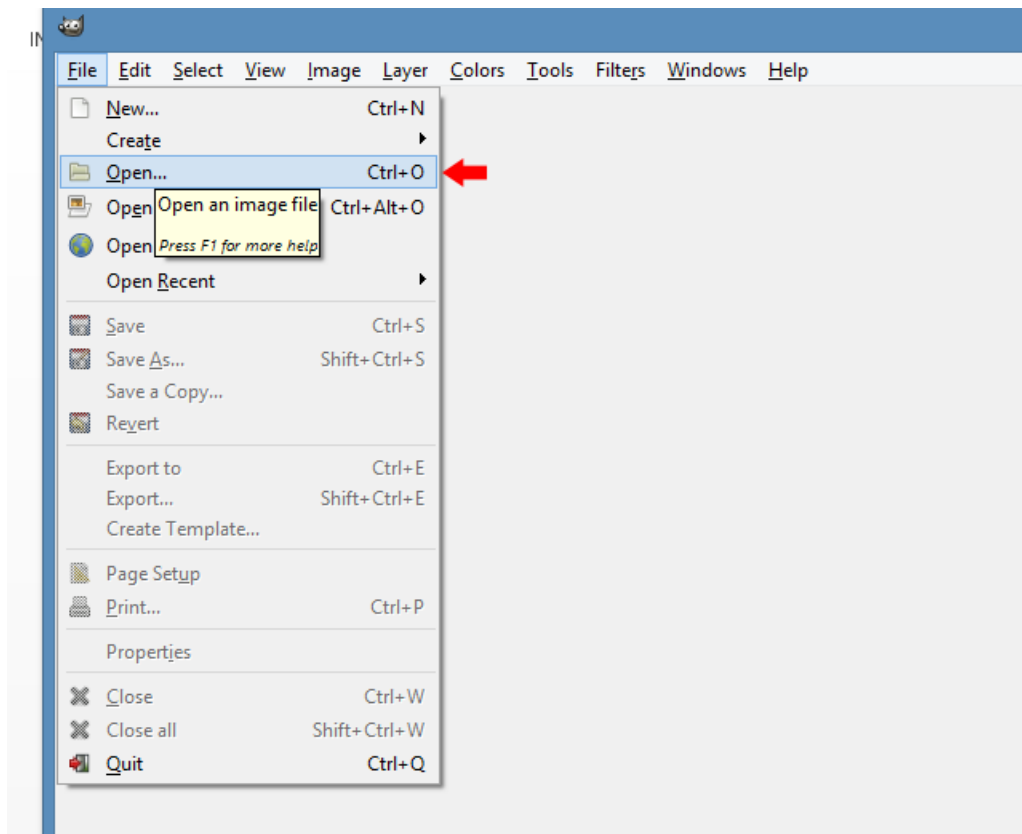 IN
File Edit Select View Image Layer Colors Tools Filters Windows Help
New... Ctrl+N
Create
Open... Ctrl+O
Open Ctrl+Alt+O
Open an image file
Open
Press F1 for more help
Open Recent
Save Ctrl+S
Save As... Shift+Ctrl+S
Save a Copy...
Revert
Export to Ctrl+E
Export... Shift+Ctrl+E
Create Template...
Page Setup
Print... Ctrl+P
Properties
Close Ctrl+W
Close all Shift+Ctrl+W
Quit Ctrl+Q